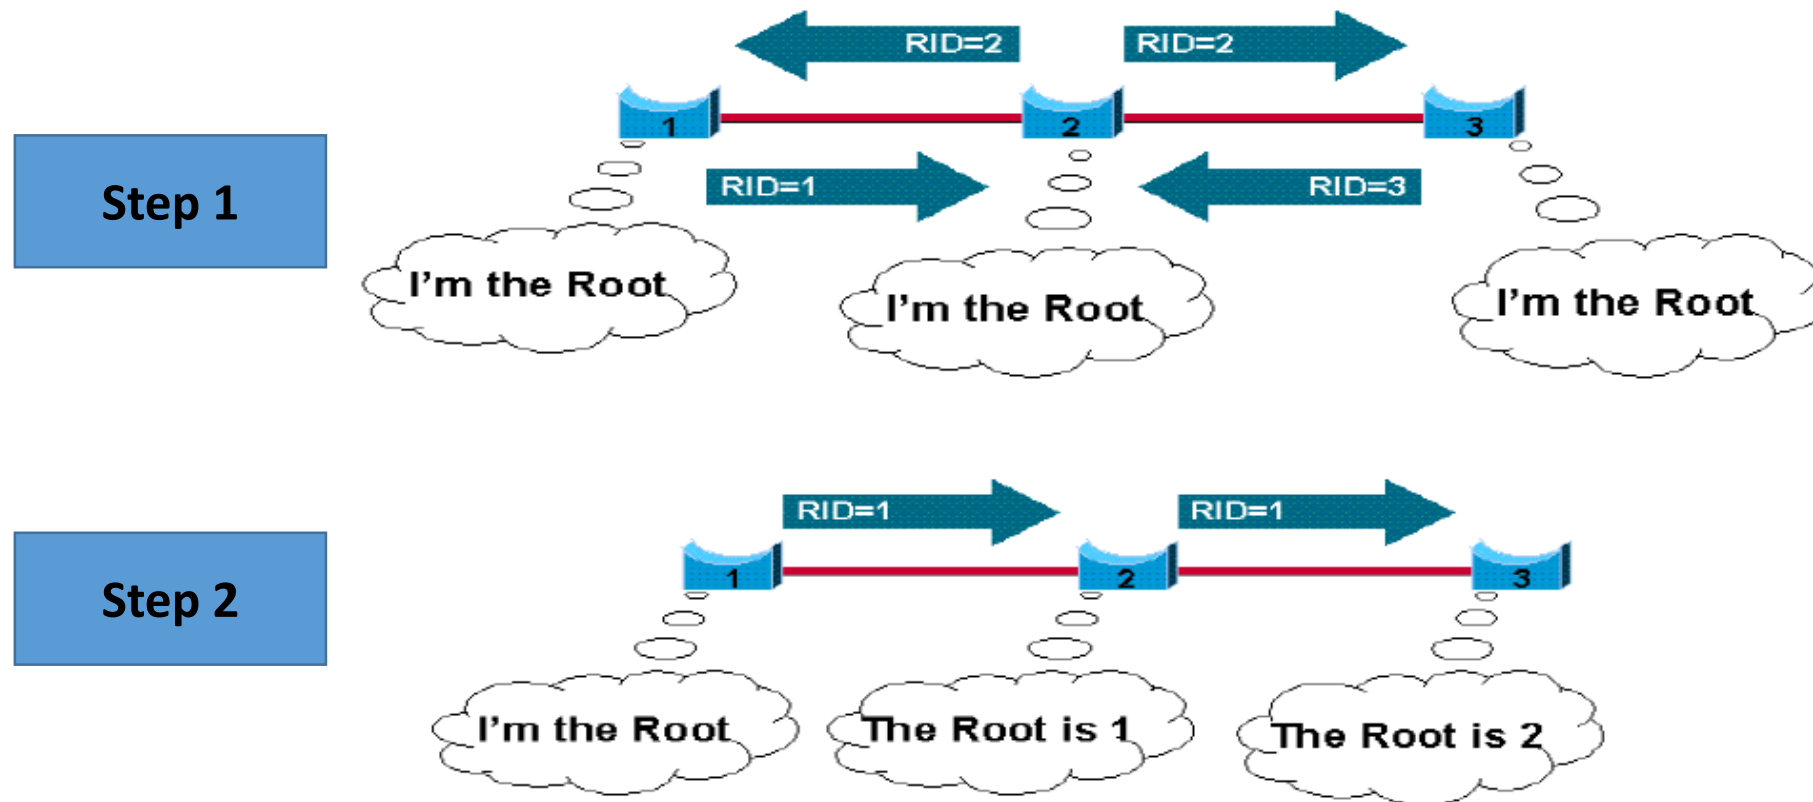 RID=2
RID=2
1
2
3
Step 1
RID=1
RID=3
I'm the Root
I'm the Root
I'm the Root
RID=1
RID=1
1
2
3
Step 2
I'm the Root
The Root is 1
The Root is 2